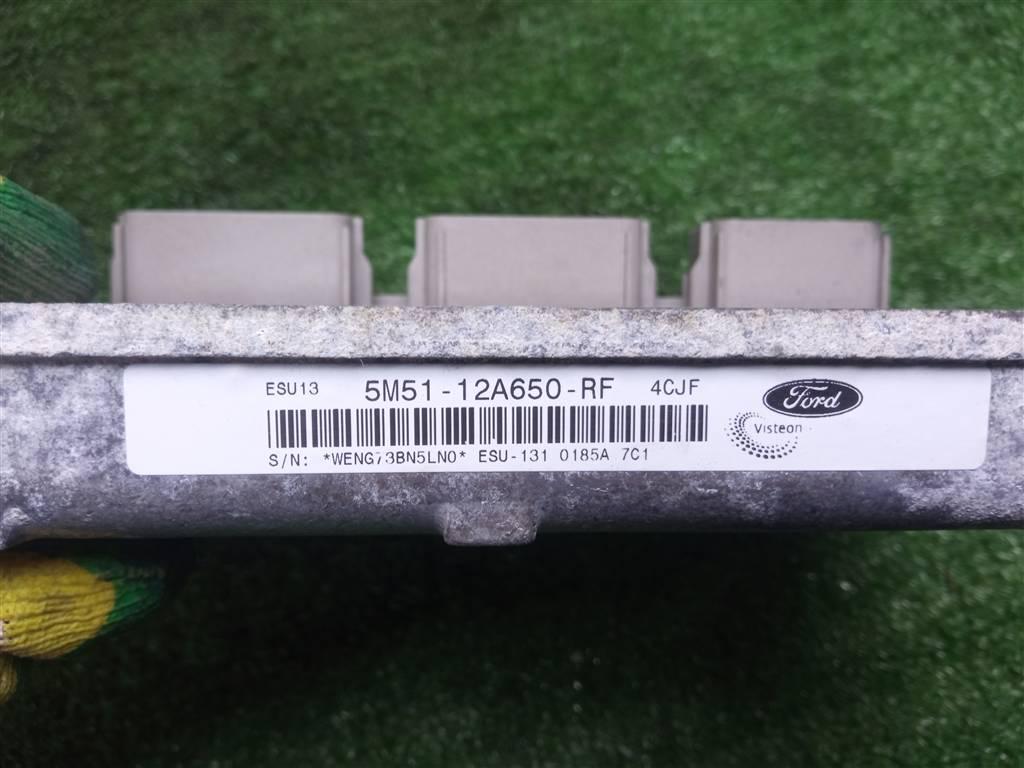 ESU13 5M51-12A650-RF 4CJF
Ford
Visteon
S/N: *WENG73BN5LN0* ESU-131 0185A 7C1